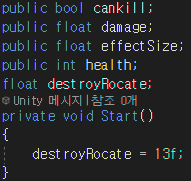 public bool cankill;
public float damage;
public float effectSize;
public int health;
float destroyRocate;
Unity 메시지|참조 0개
private void Start()
{
destroyRocate = 13f;
}